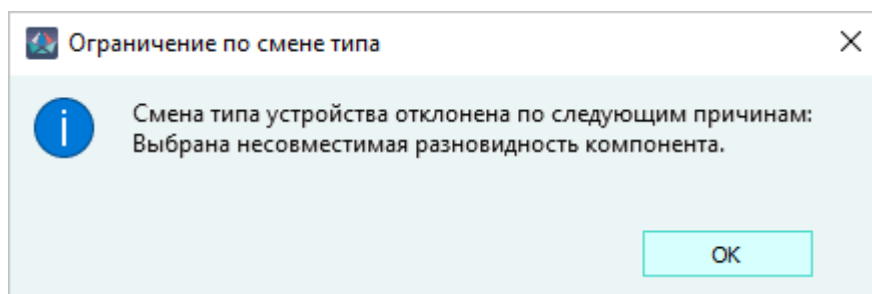 Ограничение по смене типа
Смена типа устройства отклонена по следующим причинам:
Выбрана несовместимая разновидность компонента.
OK